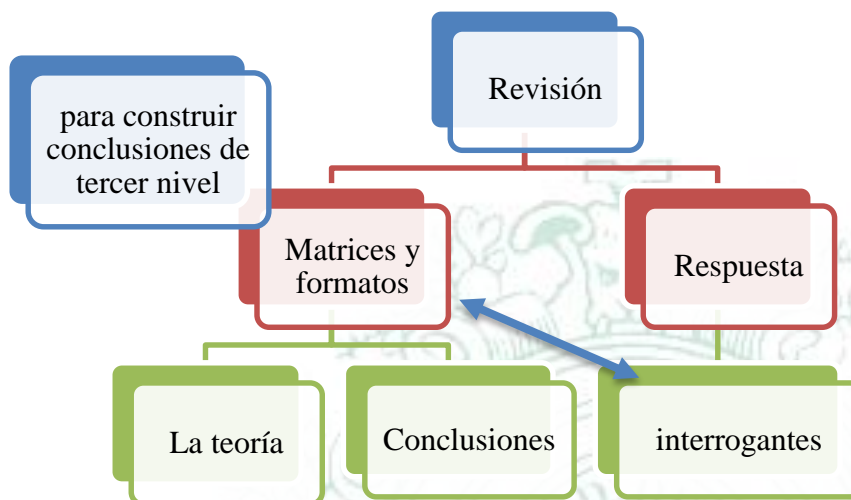 Revisión
para construir
conclusiones de
tercer nivel
Matrices y
formatos
Respuesta
La teoría
Conclusiones
interrogantes